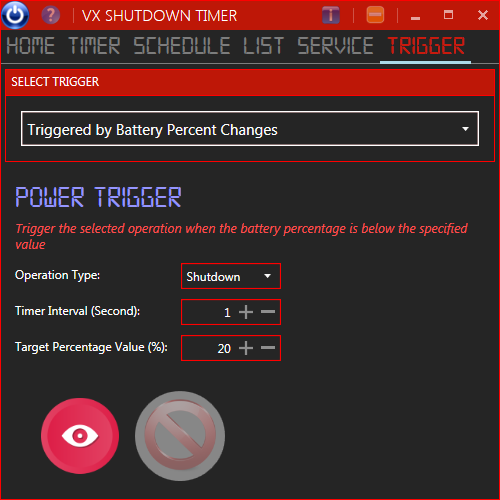 ? VX SHUTDOWN TIMER T
HOME TIMER SCHEDULE LIST SERVICE TRIGGER
SELECT TRIGGER
Triggered by Battery Percent Changes
POWER TRIGGER
Trigger the selected operation when the battery percentage is below the specified
value
Operation Type: Shutdown
Timer Interval (Second): 1
Target Percentage Value (%): 20